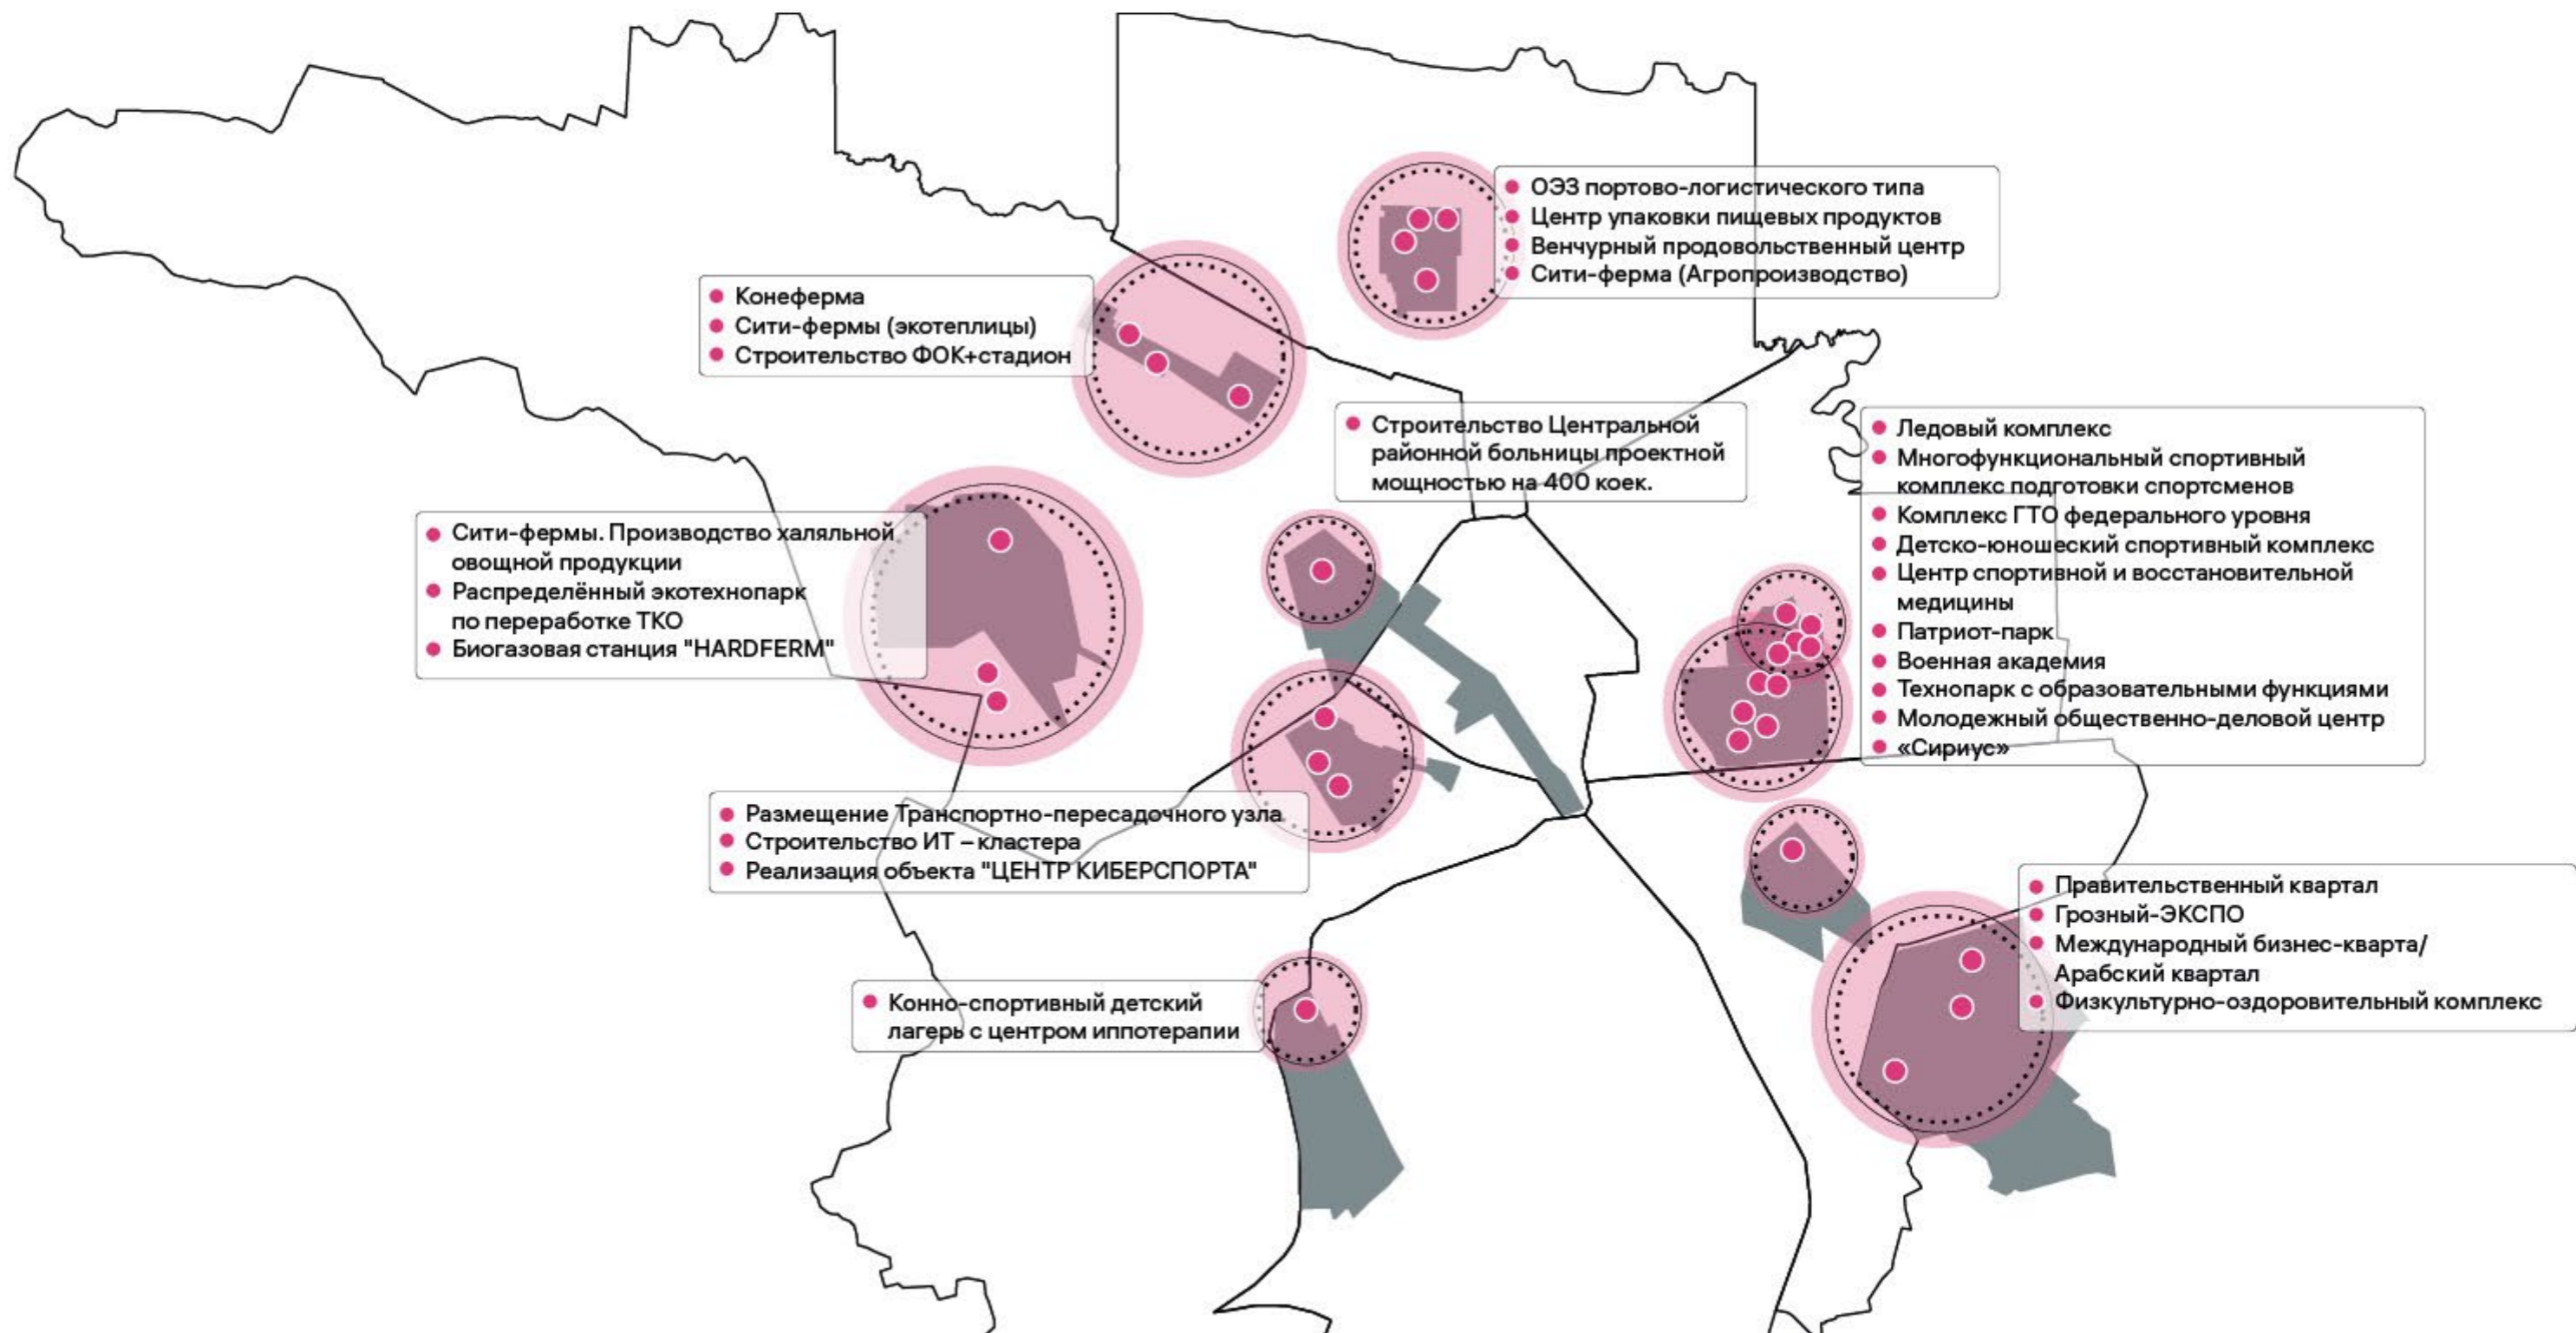 ОЭЗ портово-логистического типа
Центр упаковки пищевых продуктов
Венчурный продовольственный центр
Сити-ферма (Агропроизводство)
Конеферма
Сити-фермы (экотеплицы)
Строительство ФОК+стадион
Строительство Центральной
районной больницы проектной
мощностью на 400 коек.
Ледовый комплекс
Многофункциональный спортивный
комплекс подготовки спортсменов
Комплекс ГТО федерального уровня
Детско-юношеский спортивный комплекс
Центр спортивной и восстановительной
медицины
Патриот-парк
Военная академия
Технопарк с образовательными функциями
Молодежный общественно-деловой центр
«Сириус»
Сити-фермы. Производство халяльной
овощной продукции
Распределённый экотехнопарк
по переработке ТКО
Биогазовая станция "HARDFERM"
Размещение Транспортно-пересадочного узла
Строительство ИТ – кластера
Реализация объекта "ЦЕНТР КИБЕРСПОРТА"
Правительственный квартал
Грозный-ЭКСПО
Международный бизнес-кварта/
Арабский квартал
Физкультурно-оздоровительный комплекс
Конно-спортивный детский
лагерь с центром иппотерапии